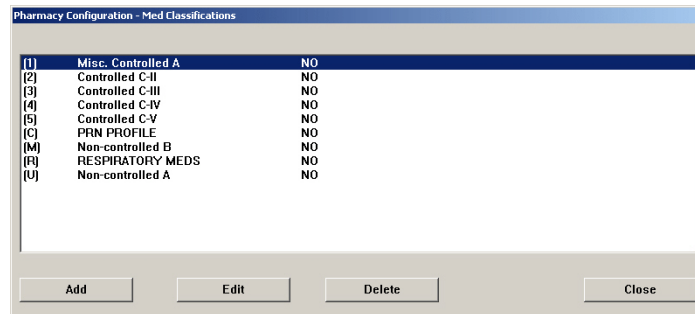 Pharmacy Configuration - Med Classifications
(1) Misc. Controlled A NO
(2) Controlled C-II NO
(3) Controlled C-III NO
(4) Controlled C-IV NO
(5) Controlled C-V NO
(C) PRN PROFILE NO
(M) Non-controlled B NO
(R) RESPIRATORY MEDS NO
(U) Non-controlled A NO
Add Edit Delete Close